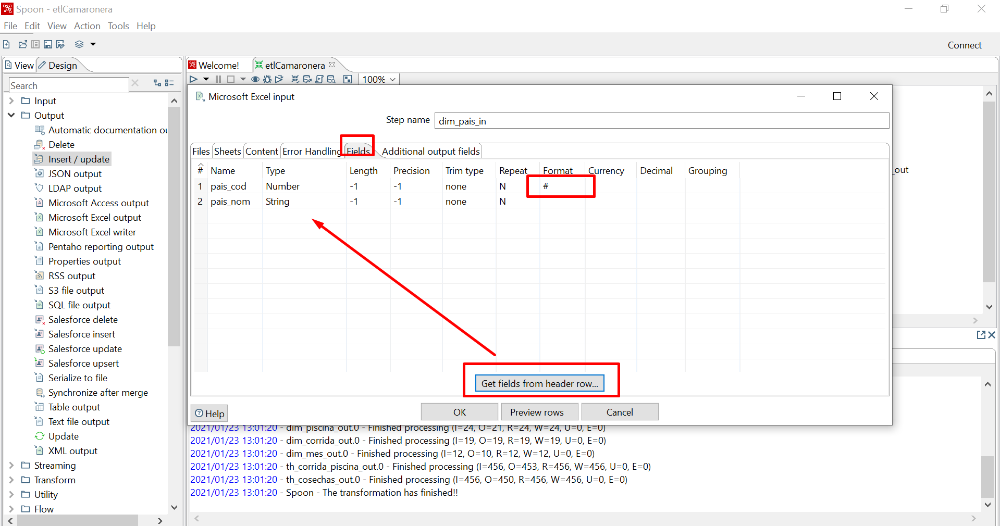 Spoon - etlCamaronera
File Edit View Action Tools Help
Connect
View Design
Welcome! etlCamaronera
100%
Search
Input
Output
Automatic documentation ou
Delete
Insert / update
JSON output
LDAP output
Microsoft Access output
Microsoft Excel output
Microsoft Excel writer
Pentaho reporting output
Properties output
RSS output
S3 file output
SQL file output
Salesforce delete
Salesforce insert
Salesforce update
Salesforce upsert
Serialize to file
Synchronize after merge
Table output
Text file output
Update
XML output
Streaming
Transform
Utility
Flow
Microsoft Excel input
Step name dim_pais_in
Files Sheets Content Error Handling Fields Additional output fields
# Name Type Length Precision Trim type Repeat Format Currency Decimal Grouping
1 pais_cod Number -1 -1 none N #
2 pais_nom String -1 -1 none N
_out
Get fields from header row...
Help OK Preview rows Cancel
2021/01/23 13:01:20 - dim_piscina_out.0 - Finished processing (I=24, O=21, R=24, W=24, U=0, E=0)
2021/01/23 13:01:20 - dim_corrida_out.0 - Finished processing (I=19, O=19, R=19, W=19, U=0, E=0)
2021/01/23 13:01:20 - dim_mes_out.0 - Finished processing (I=12, O=10, R=12, W=12, U=0, E=0)
2021/01/23 13:01:20 - th_corrida_piscina_out.0 - Finished processing (I=456, O=453, R=456, W=456, U=0, E=0)
2021/01/23 13:01:20 - th_cosechas_out.0 - Finished processing (I=456, O=450, R=456, W=456, U=0, E=0)
2021/01/23 13:01:20 - Spoon - The transformation has finished!!